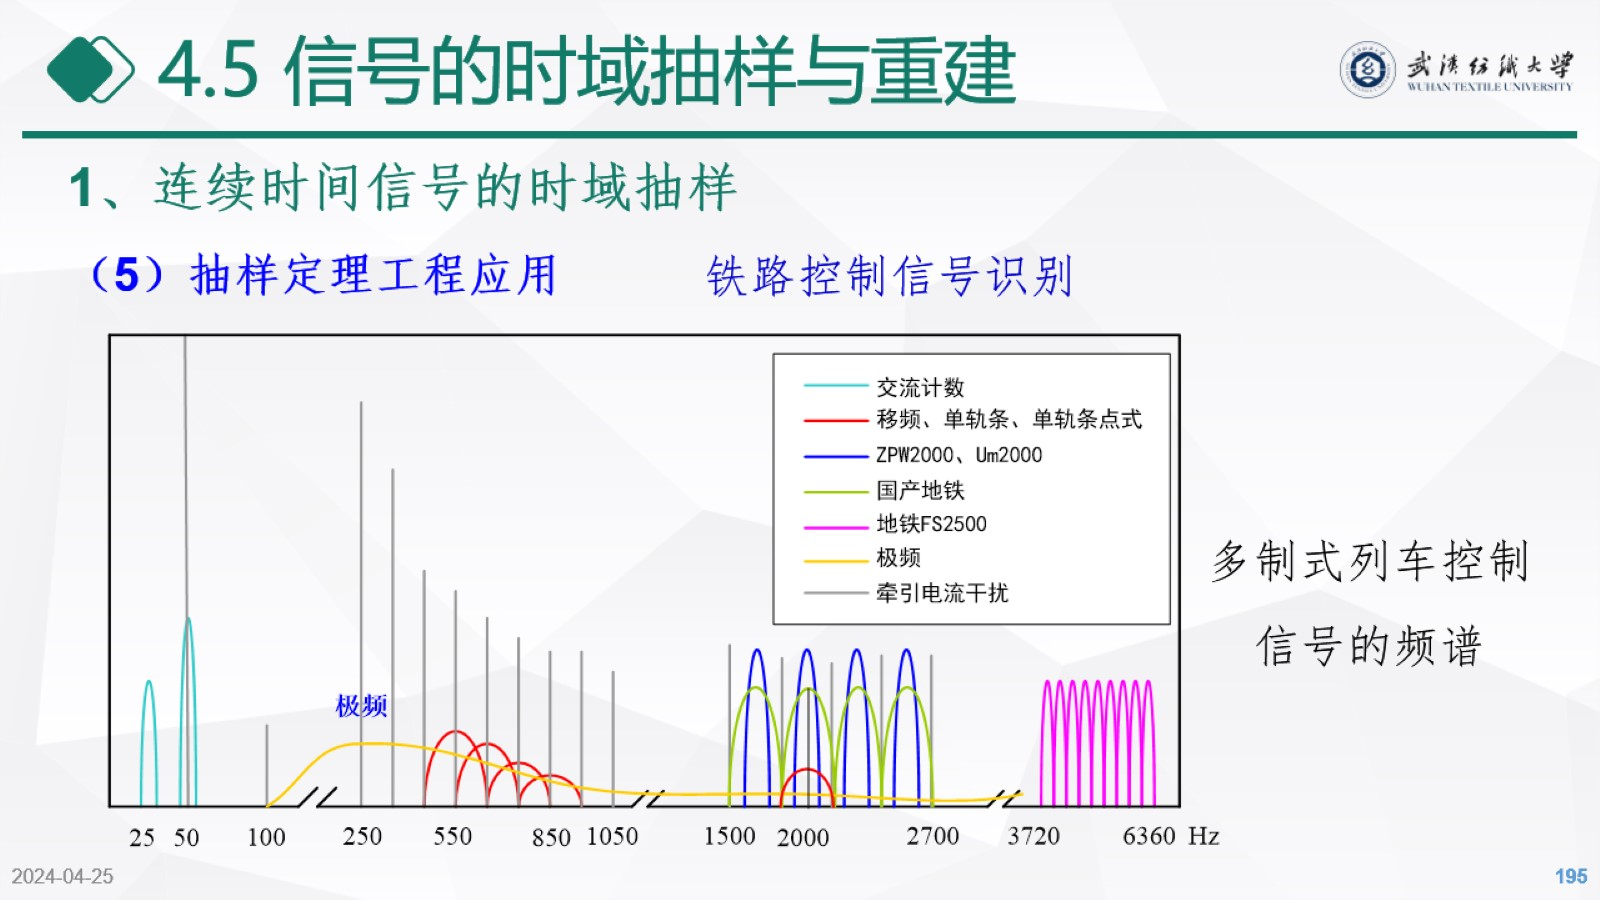 4.5 信号的时域抽样与重建
武汉纺织大学
WUHAN TEXTILE UNIVERSITY
1、连续时间信号的时域抽样
（5）抽样定理工程应用 铁路控制信号识别
交流计数
移频、单轨条、单轨条点式
ZPW2000、Um2000
国产地铁
地铁FS2500
极频
牵引电流干扰
极频
多制式列车控制
信号的频谱
25 50 100 250 550 850 1050 1500 2000 2700 3720 6360 Hz
2024-04-25
195